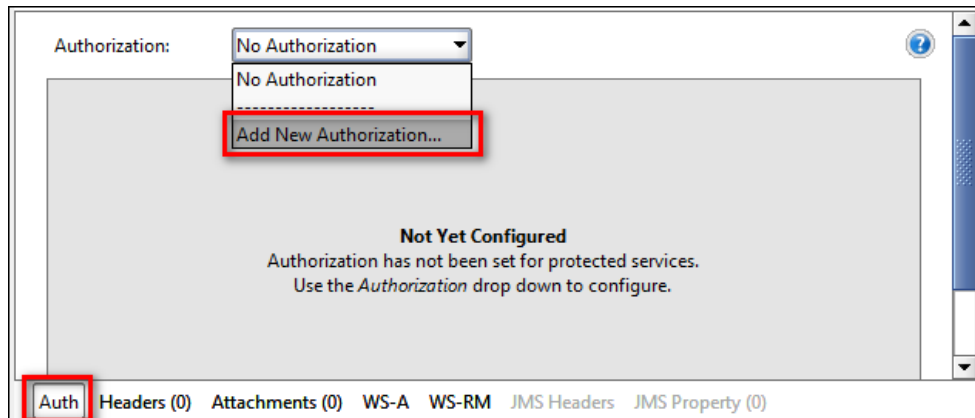 Authorization: No Authorization
No Authorization
------------------
Add New Authorization...
Not Yet Configured
Authorization has not been set for protected services.
Use the Authorization drop down to configure.
Auth Headers (0) Attachments (0) WS-A WS-RM JMS Headers JMS Property (0)